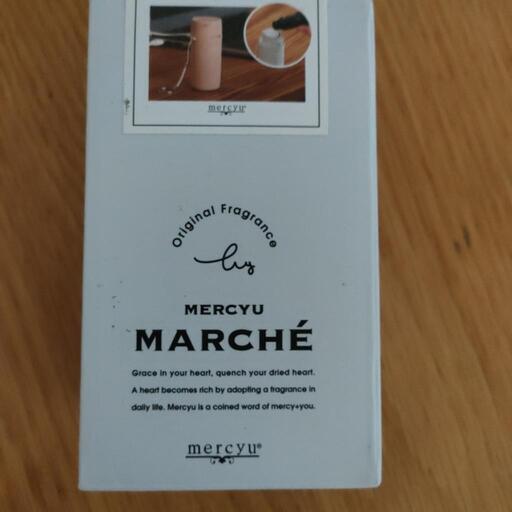 mercyu
Original Fragrance
by
MERCYU
MARCHÉ
Grace in your heart, quench your dried heart.
A heart becomes rich by adopting a fragrance in
daily life. Mercyu is a coined word of mercy+you.
mercyu®